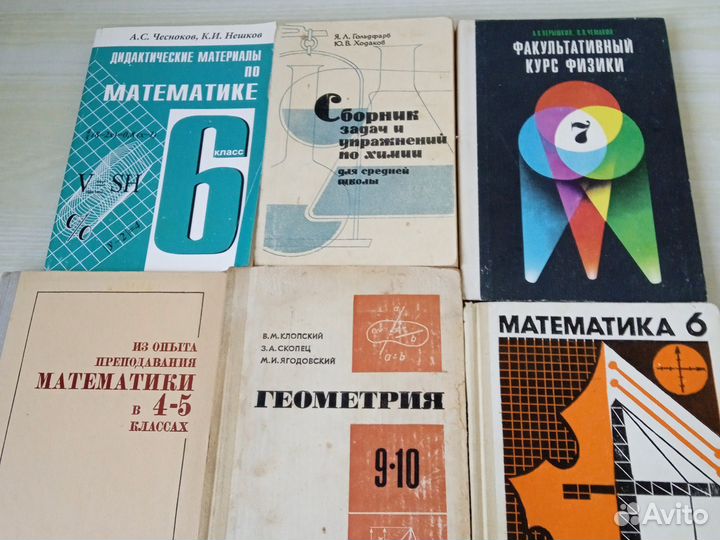 А.С. Чесноков, К.И. Нешков
ДИДАКТИЧЕСКИЕ МАТЕРИАЛЫ
ПО
МАТЕМАТИКЕ
6
класс
V
SH
Я. Л. Гольдфарб
Ю. В. Ходаков
Сборник
задач и
упражнений
по химии
для средней
школы
А.В.ПЕРЫШКИН, Н.П.ЧЕМАКИН
ФАКУЛЬТАТИВНЫЙ
КУРС ФИЗИКИ
7
ИЗ ОПЫТА
ПРЕПОДАВАНИЯ
МАТЕМАТИКИ
В 4-5
КЛАССАХ
В. М. КЛОПСКИЙ
З. А. СКОПЕЦ
М. И. ЯГОДОВСКИЙ
ГЕОМЕТРИЯ
9·10
a
b
a=b
МАТЕМАТИКА 6
Avito